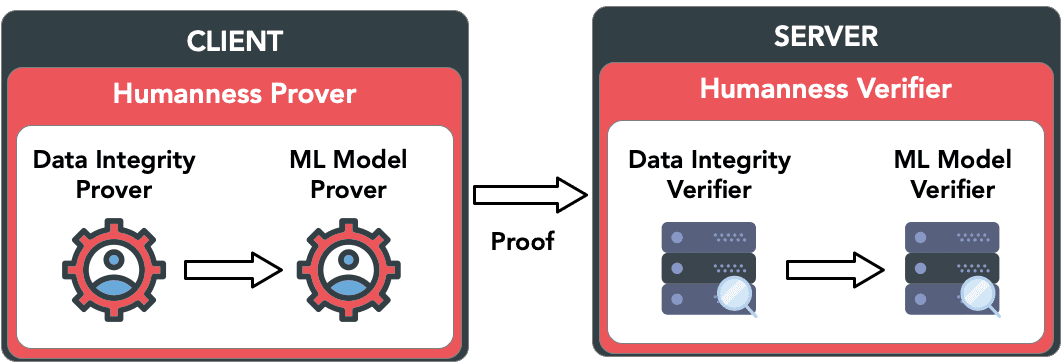 CLIENT
Humanness Prover
Data Integrity
Prover
ML Model
Prover
Proof
SERVER
Humanness Verifier
Data Integrity
Verifier
ML Model
Verifier